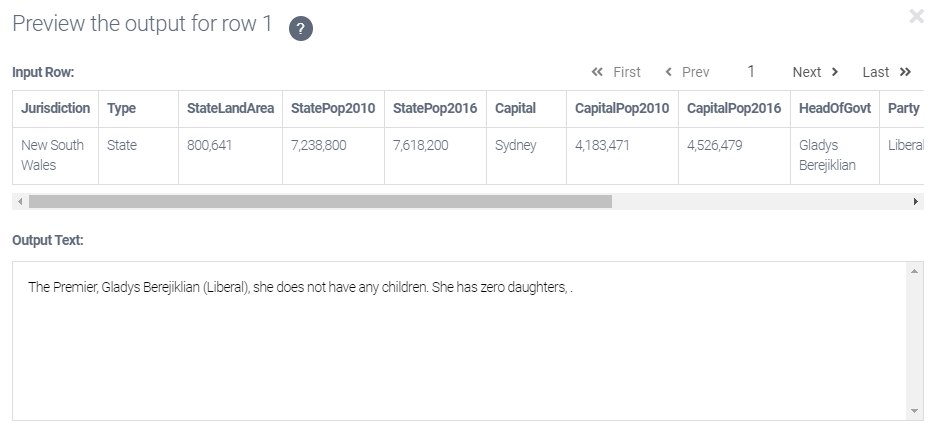 Preview the output for row 1 ?
Input Row: First Prev 1 Next Last
Jurisdiction Type StateLandArea StatePop2010 StatePop2016 Capital CapitalPop2010 CapitalPop2016 HeadOfGovt Party
New South State 800,641 7,238,800 7,618,200 Sydney 4,183,471 4,526,479 Gladys Liberal
Wales Berejiklian
Output Text:
The Premier, Gladys Berejiklian (Liberal), she does not have any children. She has zero daughters, .